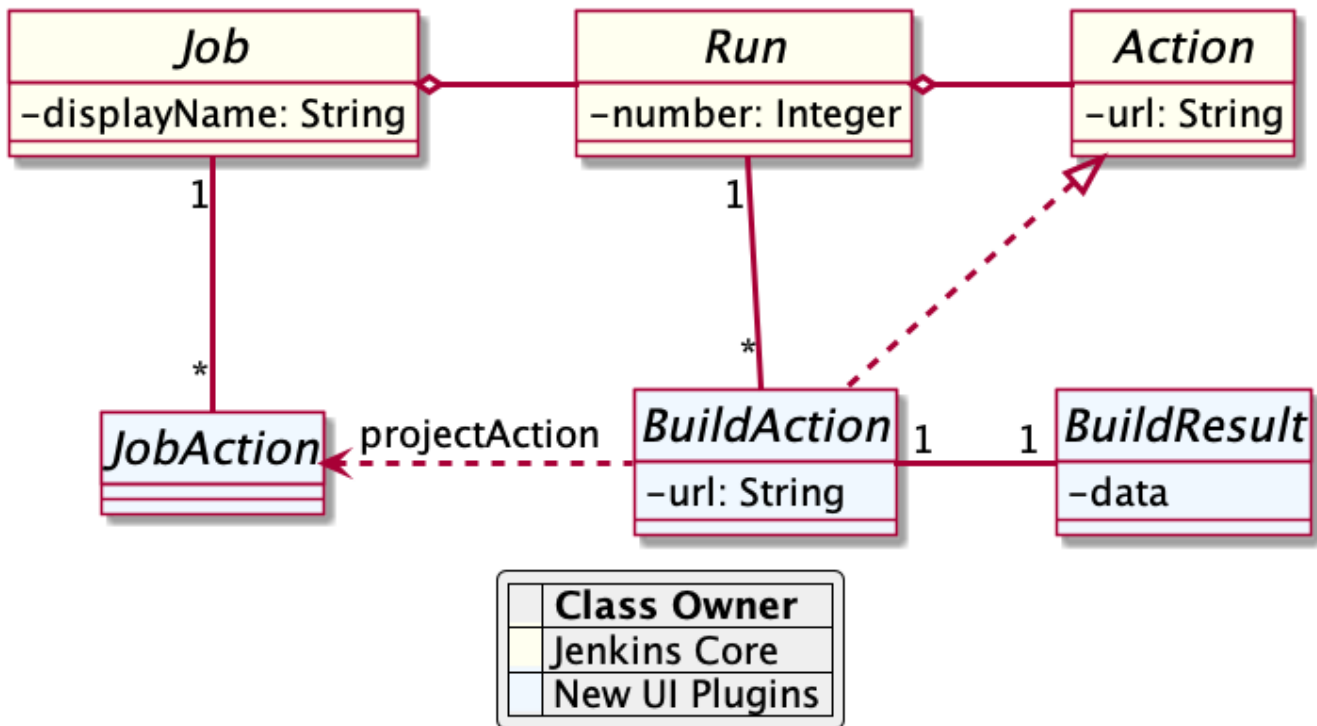 Job
Run
Action
-displayName: String
-number: Integer
-url: String
1
1
*
*
JobAction
projectAction
BuildAction
1
1
BuildResult
-url: String
-data
Class Owner
Jenkins Core
New UI Plugins